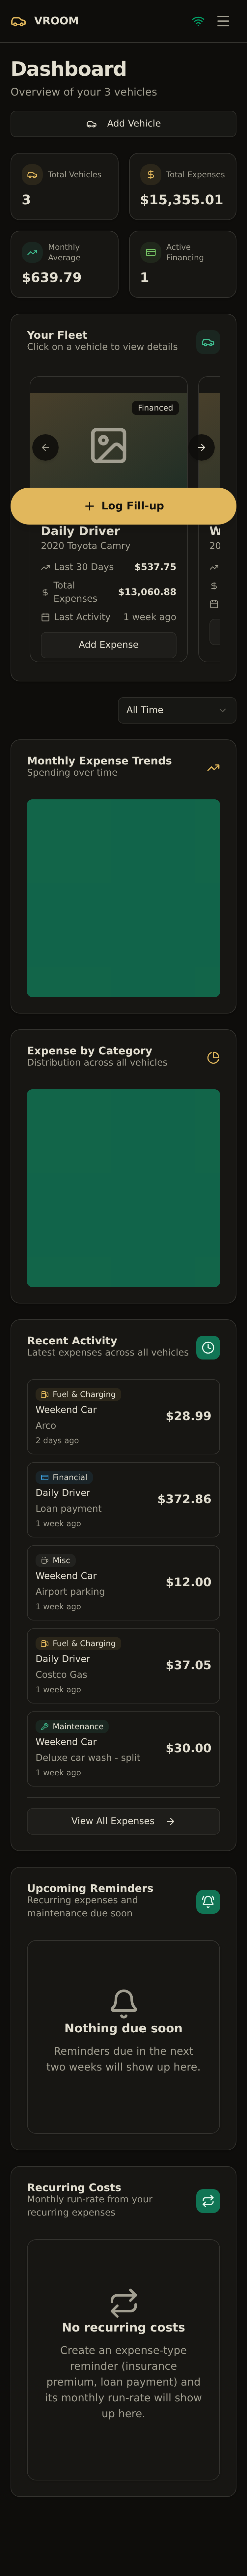 VROOM
Dashboard
Overview of your 3 vehicles
Add Vehicle
Total Vehicles
3
Total Expenses
$15,355.01
Monthly
Average
$639.79
Active
Financing
1
Your Fleet
Click on a vehicle to view details
Financed
Log Fill-up
Daily Driver
2020 Toyota Camry
Last 30 Days $537.75
Total
Expenses
$13,060.88
Last Activity 1 week ago
Add Expense
W
20
All Time
Monthly Expense Trends
Spending over time
Expense by Category
Distribution across all vehicles
Recent Activity
Latest expenses across all vehicles
Fuel & Charging
Weekend Car
Arco
2 days ago
$28.99
Financial
Daily Driver
Loan payment
1 week ago
$372.86
Misc
Weekend Car
Airport parking
1 week ago
$12.00
Fuel & Charging
Daily Driver
Costco Gas
1 week ago
$37.05
Maintenance
Weekend Car
Deluxe car wash - split
1 week ago
$30.00
View All Expenses
Upcoming Reminders
Recurring expenses and
maintenance due soon
Nothing due soon
Reminders due in the next
two weeks will show up here.
Recurring Costs
Monthly run-rate from your
recurring expenses
No recurring costs
Create an expense-type
reminder (insurance
premium, loan payment) and
its monthly run-rate will show
up here.